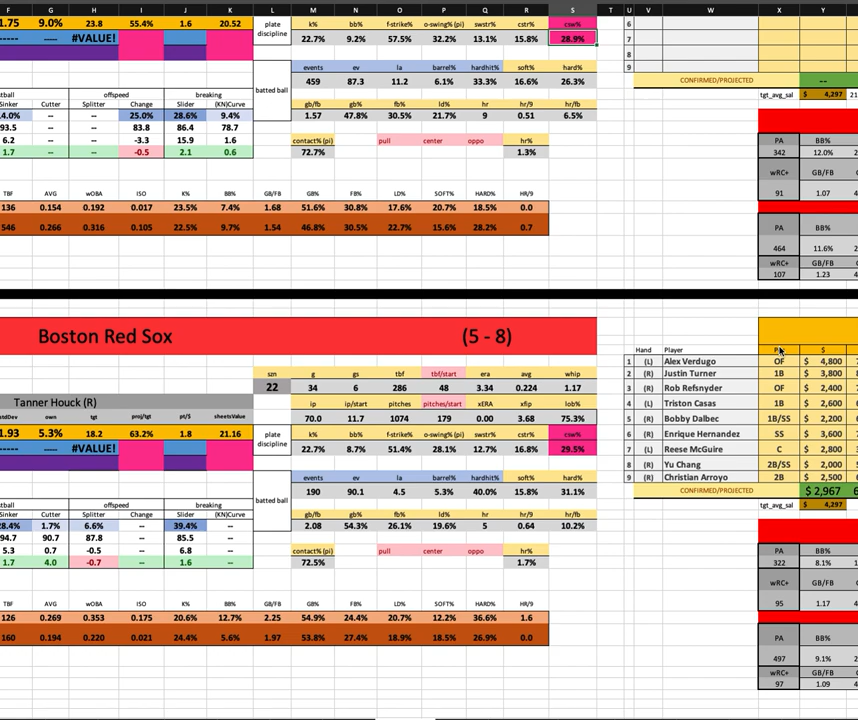 F G H I J K L M N O P Q R S T U V W X Y
1.75 9.0% 23.8 55.4% 1.6 20.52 plate discipline k% bb% f-strike% o-swing% (pi) swstr% cstr% csw% 6
----- ---- #VALUE! 22.7% 9.2% 57.5% 32.2% 13.1% 15.8% 28.9% 7
8
events ev la barrel% hardhit% soft% hard% 9
459 87.3 11.2 6.1% 33.3% 16.6% 26.3% CONFIRMED/PROJECTED --
batted ball tgt_avg_sal $ 4,297 21
offspeed breaking gb/fb gb% fb% ld% hr hr/9 hr/fb
Sinker Cutter Splitter Change Slider (KN)Curve
-- -- 25.0% 28.6% 9.4% 1.57 47.8% 30.5% 21.7% 9 0.51 6.5%
93.5 -- -- 83.8 86.4 78.7
6.2 -- -- -3.3 15.9 1.6 contact% (pi) pull center oppo hr% PA BB%
1.7 -- -- -0.5 2.1 0.6 72.7% 1.3% 342 12.0%
wRC+ GB/FB
TBF AVG wOBA ISO K% BB% GB/FB GB% FB% LD% SOFT% HARD% HR/9 91 1.07
136 0.154 0.192 0.017 23.5% 7.4% 1.68 51.6% 30.8% 17.6% 20.7% 18.5% 0.0
546 0.266 0.316 0.105 22.5% 9.7% 1.54 46.8% 30.5% 22.7% 15.6% 28.2% 0.7 PA BB%
464 11.6%
wRC+ GB/FB
107 1.23
Boston Red Sox (5 - 8)
Hand Player $
szn g gs tbf tbf/start era avg whip 1 (L) Alex Verdugo OF $ 4,800
22 34 6 286 48 3.34 0.224 1.17 2 (R) Justin Turner 1B $ 2,900
Tanner Houck (R) ip ip/start pitches pitches/start xERA xfip lob% 3 (R) Rob Refsnyder OF $ 2,400
stdDev own tgt proj/tgt pt/$ sheetsValue 70.0 11.7 1074 179 0.00 3.68 75.3% 4 (L) Triston Casas 1B $ 2,600
1.93 5.3% 18.2 63.2% 1.8 21.16 plate discipline k% bb% f-strike% o-swing% (pi) swstr% cstr% csw% 5 (R) Bobby Dalbec 1B/SS $ 2,200
----- ---- #VALUE! 22.7% 8.7% 51.4% 28.1% 12.7% 16.8% 29.5% 6 (R) Enrique Hernandez SS $ 3,600
7 (L) Reese McGuire C $ 2,800
events ev la barrel% hardhit% soft% hard% 8 (R) Yu Chang 2B/SS $ 2,000
190 90.1 4.5 5.3% 40.0% 15.8% 31.1% 9 (R) Christian Arroyo 2B $ 2,500
batted ball CONFIRMED/PROJECTED $ 2,967
offspeed breaking gb/fb gb% fb% ld% hr hr/9 hr/fb tgt_avg_sal $ 4,297
Sinker Cutter Splitter Change Slider (KN)Curve
28.4% 1.7% 6.6% -- 39.4% -- 2.08 54.3% 26.1% 19.6% 5 0.64 10.2%
94.5 90.7 87.8 -- 85.5 --
5.3 0.7 -0.5 -- 6.8 -- contact% (pi) pull center oppo hr% PA BB%
1.7 4.0 -0.7 -- 1.6 -- 72.5% 1.7% 322 8.1%
wRC+ GB/FB
TBF AVG wOBA ISO K% BB% GB/FB GB% FB% LD% SOFT% HARD% HR/9 95 1.17
126 0.269 0.353 0.175 20.6% 12.7% 2.25 54.9% 24.4% 20.7% 12.2% 36.6% 1.6
160 0.194 0.220 0.021 24.4% 5.6% 1.97 53.8% 27.4% 18.9% 18.5% 26.9% 0.0 PA BB%
497 9.1%
wRC+ GB/FB
97 1.09